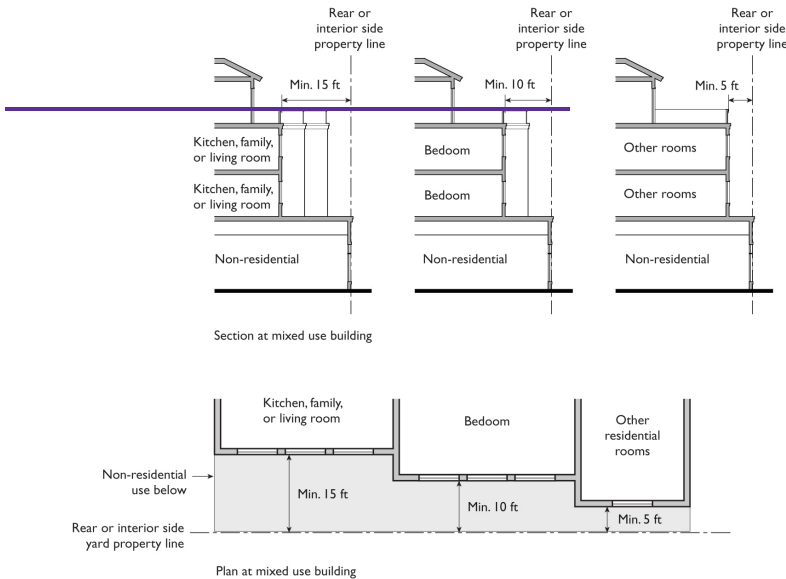 Rear or
interior side
property line
Rear or
interior side
property line
Rear or
interior side
property line
Min. 15 ft
Min. 10 ft
Min. 5 ft
Kitchen, family,
or living room
Bedoom
Other rooms
Kitchen, family,
or living room
Bedoom
Other rooms
Non-residential
Non-residential
Non-residential
Section at mixed use building
Kitchen, family,
or living room
Bedoom
Other
residential
rooms
Non-residential
use below
Min. 15 ft
Min. 10 ft
Min. 5 ft
Rear or interior side
yard property line
Plan at mixed use building